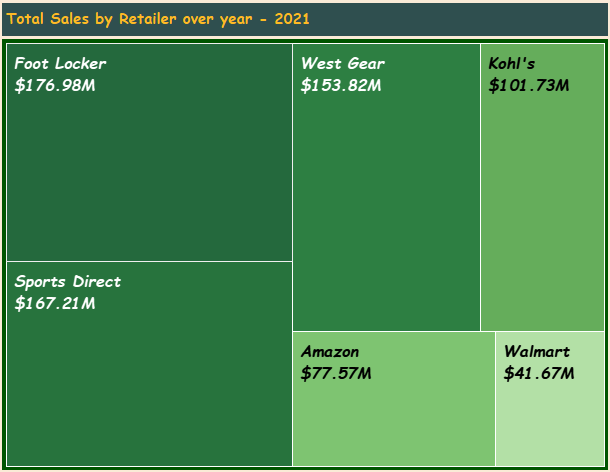 Total Sales by Retailer over year - 2021
Foot Locker
$176.98M
West Gear
$153.82M
Kohl's
$101.73M
Sports Direct
$167.21M
Amazon
$77.57M
Walmart
$41.67M